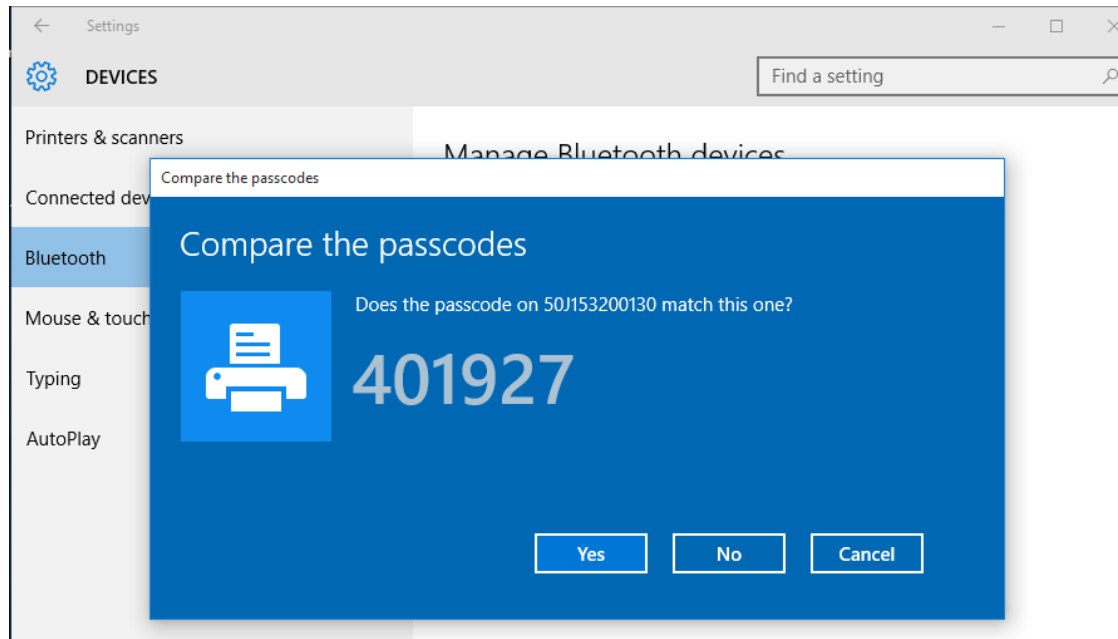 Settings
DEVICES
Find a setting
Printers & scanners
Manage Bluetooth devices
Connected dev
Bluetooth
Mouse & touch
Typing
AutoPlay
Compare the passcodes
Compare the passcodes
Does the passcode on 50J153200130 match this one?
401927
Yes No Cancel